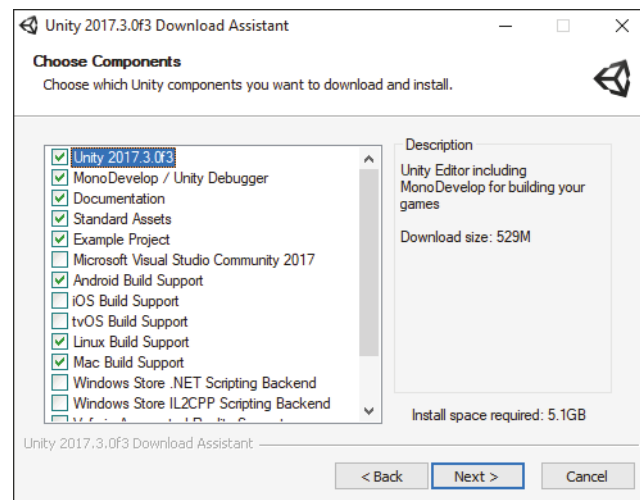 Unity 2017.3.0f3 Download Assistant
Choose Components
Choose which Unity components you want to download and install.
Unity 2017.3.0f3
MonoDevelop / Unity Debugger
Documentation
Standard Assets
Example Project
Microsoft Visual Studio Community 2017
Android Build Support
iOS Build Support
tvOS Build Support
Linux Build Support
Mac Build Support
Windows Store .NET Scripting Backend
Windows Store IL2CPP Scripting Backend
Description
Unity Editor including
MonoDevelop for building your
games
Download size: 529M
Install space required: 5.1GB
Unity 2017.3.0f3 Download Assistant
< Back
Next >
Cancel